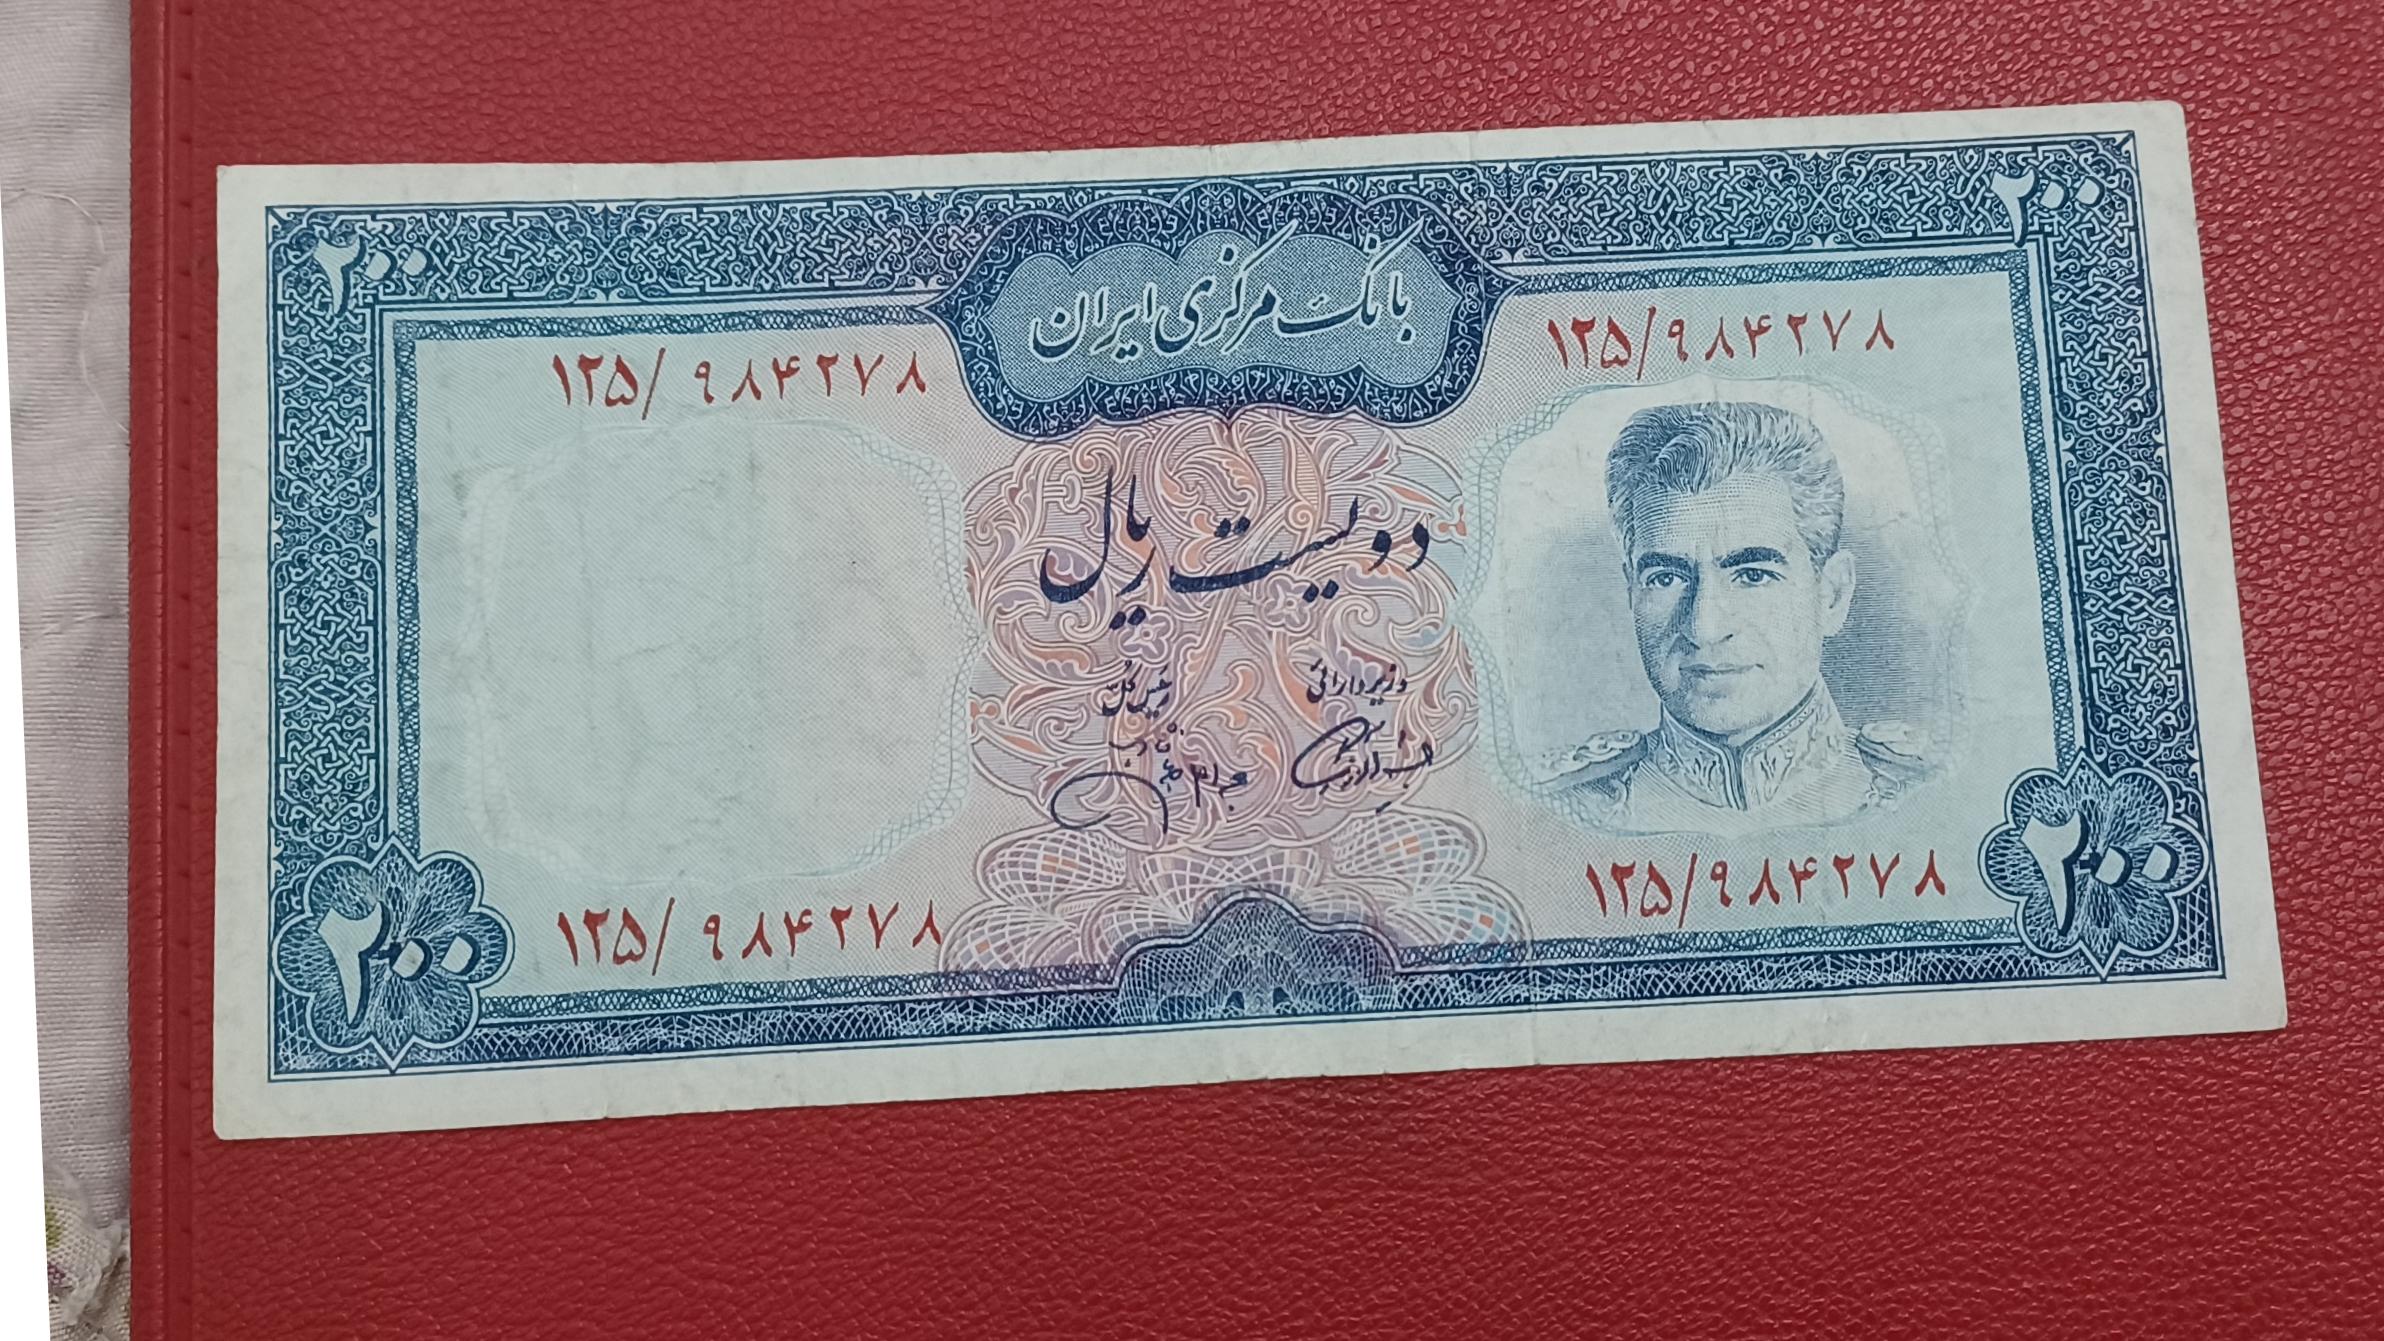 ۲۰۰
۲۰۰
بانک مرکزی ایران
۱۲۵/۹۸۴۲۷۸
۱۲۵/ ۹۸۴۲۷۸
دویست ریال
وزیر دارائی
رئیس کل
۱۲۵/۹۸۴۲۷۸
۱۲۵/ ۹۸۴۲۷۸
۲۰۰
۲۰۰